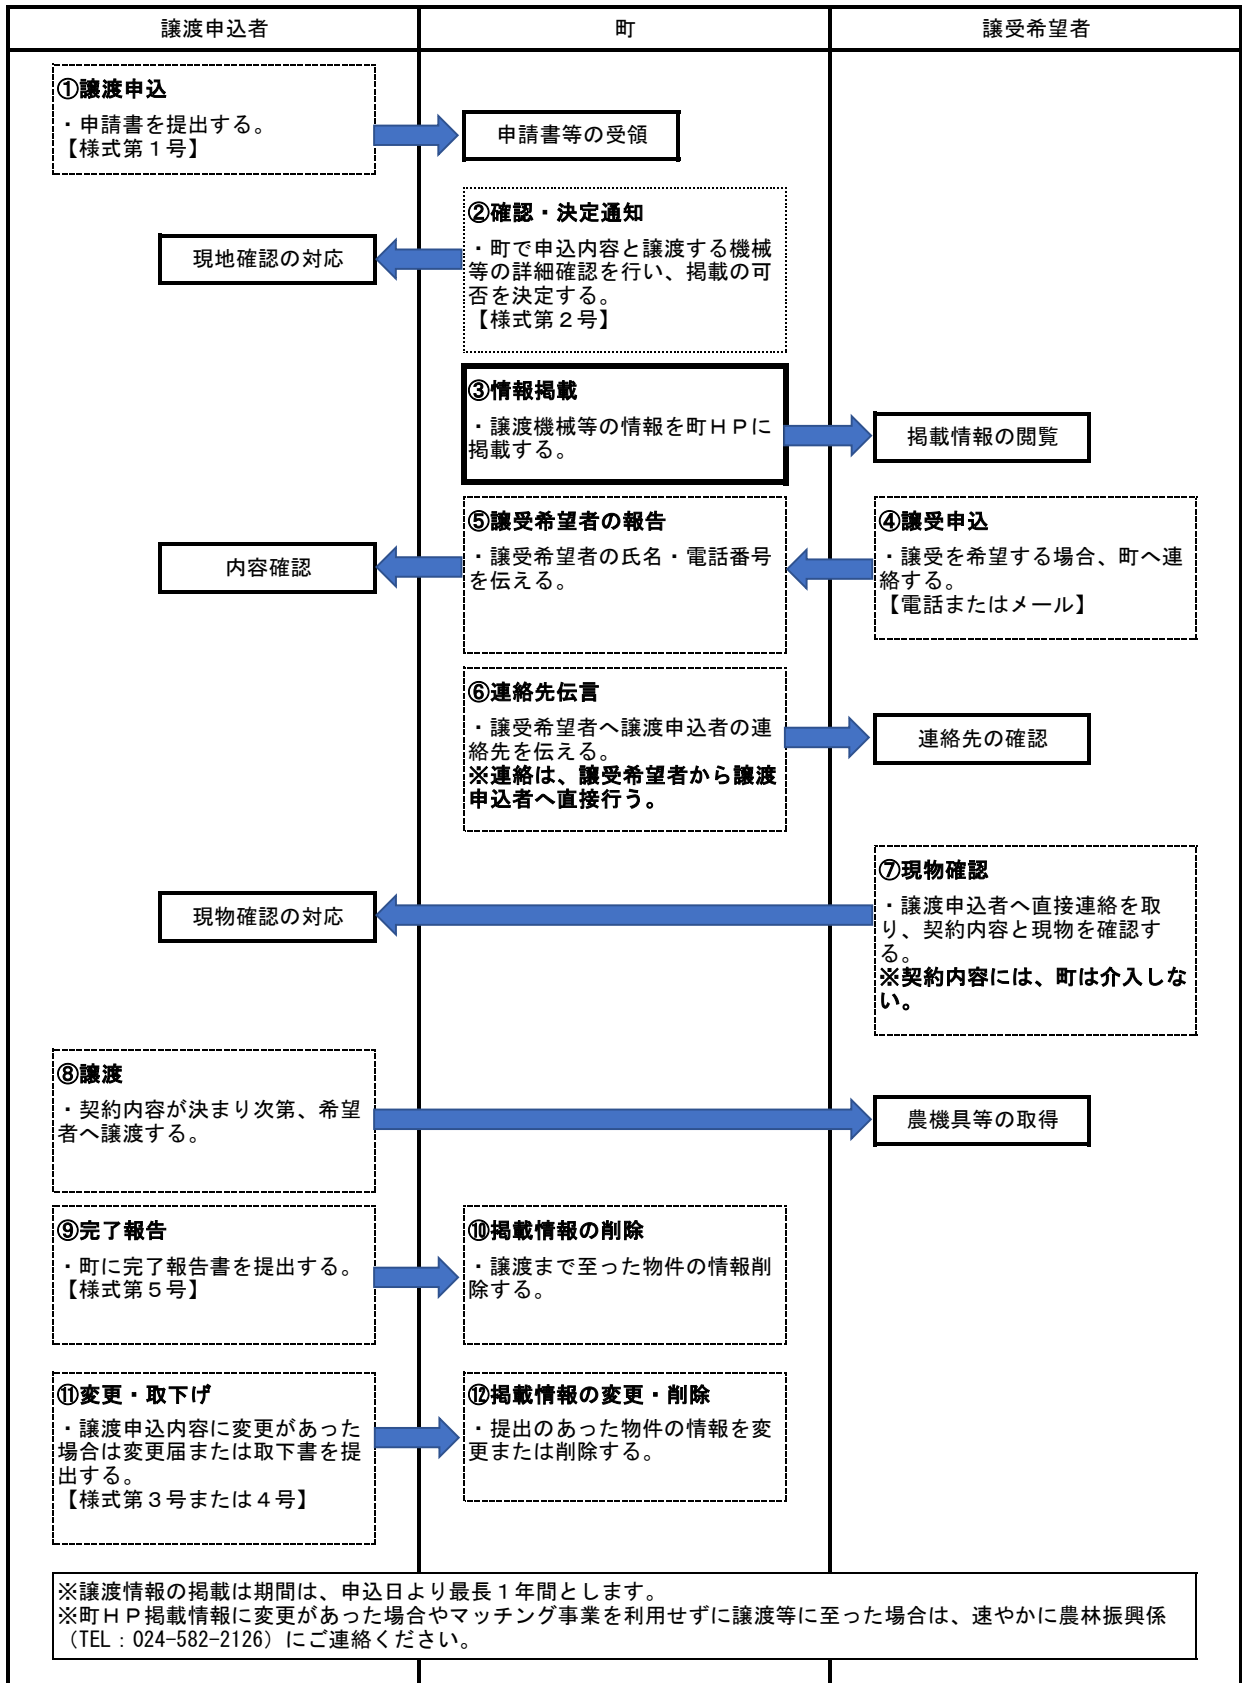 譲渡申込者
町
譲受希望者
①譲渡申込
・申請書を提出する。
【様式第１号】
申請書等の受領
②確認・決定通知
・町で申込内容と譲渡する機械
等の詳細確認を行い、掲載の可
否を決定する。
【様式第２号】
現地確認の対応
③情報掲載
・譲渡機械等の情報を町ＨＰに
掲載する。
掲載情報の閲覧
④譲受申込
・譲受を希望する場合、町へ連
絡する。
【電話またはメール】
⑤譲受希望者の報告
・譲受希望者の氏名・電話番号
を伝える。
内容確認
⑥連絡先伝言
・譲受希望者へ譲渡申込者の連
絡先を伝える。
※連絡は、譲受希望者から譲渡
申込者へ直接行う。
連絡先の確認
⑦現物確認
・譲渡申込者へ直接連絡を取
り、契約内容と現物を確認す
る。
※契約内容には、町は介入しな
い。
現物確認の対応
⑧譲渡
・契約内容が決まり次第、希望
者へ譲渡する。
農機具等の取得
⑨完了報告
・町に完了報告書を提出する。
【様式第５号】
⑩掲載情報の削除
・譲渡まで至った物件の情報削
除する。
⑪変更・取下げ
・譲渡申込内容に変更があった
場合は変更届または取下書を提
出する。
【様式第３号または４号】
⑫掲載情報の変更・削除
・提出のあった物件の情報を変
更または削除する。
※譲渡情報の掲載は期間は、申込日より最長１年間とします。
※町ＨＰ掲載情報に変更があった場合やマッチング事業を利用せずに譲渡等に至った場合は、速やかに農林振興係
（TEL：024-582-2126）にご連絡ください。